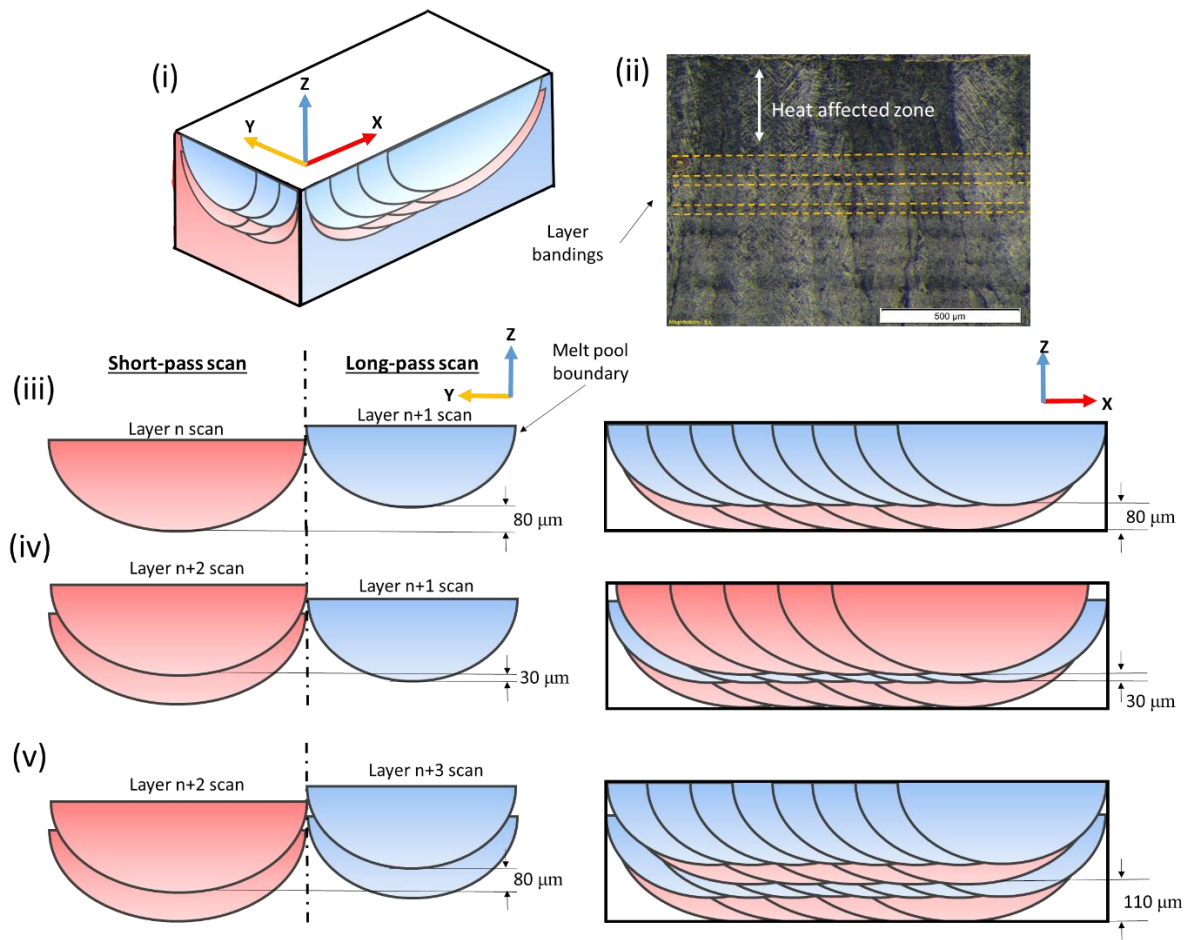 (i)
Z
Y
X
(ii)
Heat affected zone
Layer
bandings
500 µm
Short-pass scan
Long-pass scan
Melt pool
boundary
Z
Y
Z
X
(iii)
Layer n scan
Layer n+1 scan
80 µm
80 µm
(iv)
Layer n+2 scan
Layer n+1 scan
30 µm
30 µm
(v)
Layer n+2 scan
Layer n+3 scan
80 µm
110 µm